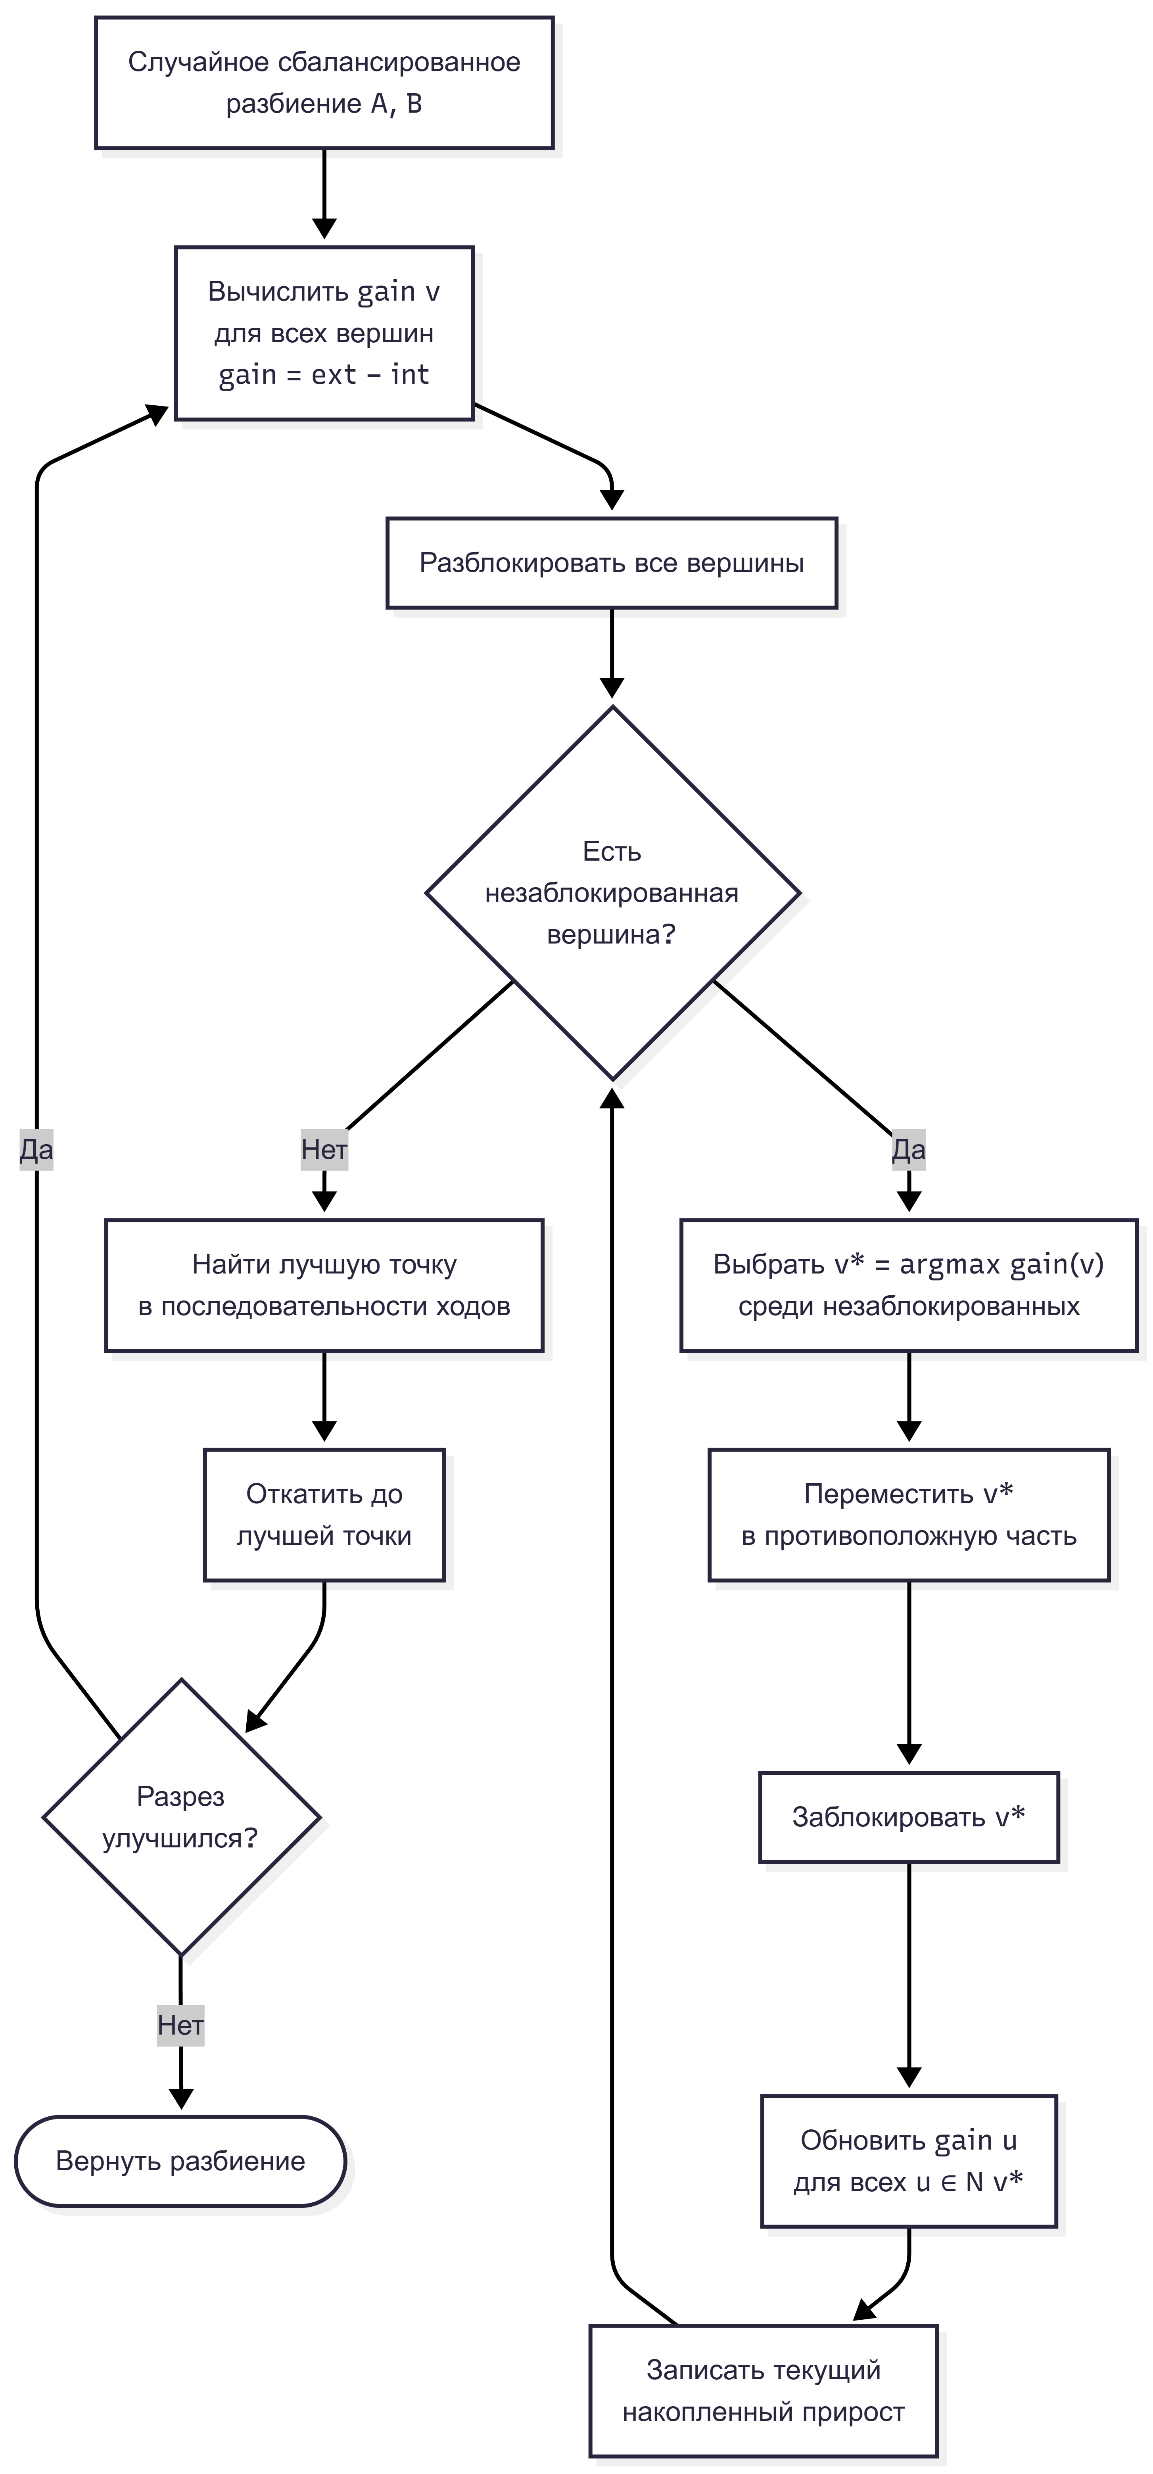 Случайное сбалансированное
разбиение A, B
Вычислить gain v
для всех вершин
gain = ext − int
Разблокировать все вершины
Есть
незаблокированная
вершина?
Да
Нет
Да
Найти лучшую точку
в последовательности ходов
Выбрать v* = argmax gain(v)
среди незаблокированных
Откатить до
лучшей точки
Переместить v*
в противоположную часть
Разрез
улучшился?
Заблокировать v*
Нет
Вернуть разбиение
Обновить gain u
для всех u ∈ N v*
Записать текущий
накопленный прирост